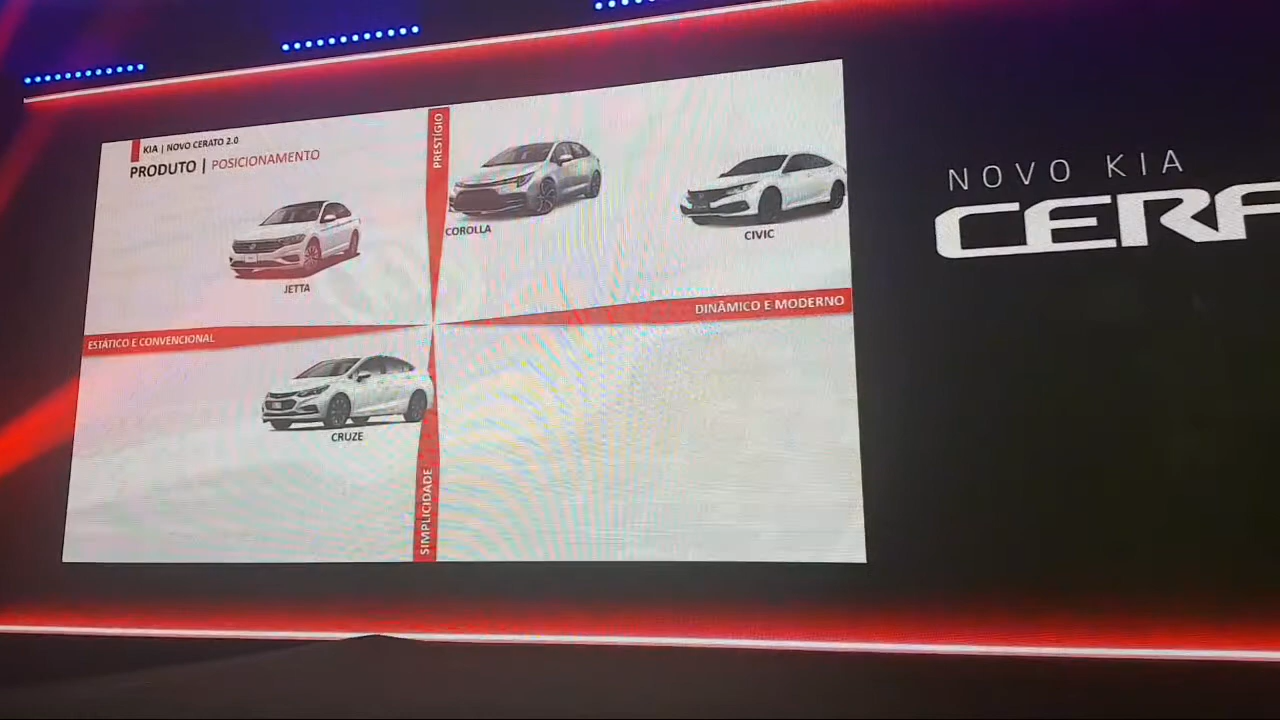 KIA | NOVO CERATO 2.0
PRODUTO | POSICIONAMENTO
PRESTÍGIO
COROLLA
CIVIC
JETTA
DINÂMICO E MODERNO
ESTÁTICO E CONVENCIONAL
CRUZE
SIMPLICIDADE
NOVO KIA
CERA